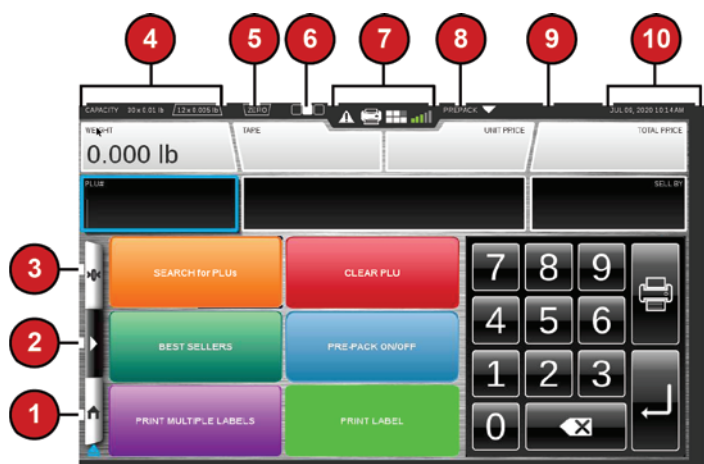 4 5 6 7 8 9 10
CAPACITY 30 x 0.01 lb 12 x 0.005 lb ZERO PREPACK JUL 08, 2020 10:14 AM
WEIGHT TARE UNIT PRICE TOTAL PRICE
0.000 lb
PLU# SELL BY
3 SEARCH for PLUs CLEAR PLU 7 8 9
2 BEST SELLERS PRE-PACK ON/OFF 4 5 6
1 PRINT MULTIPLE LABELS PRINT LABEL 1 2 3
0